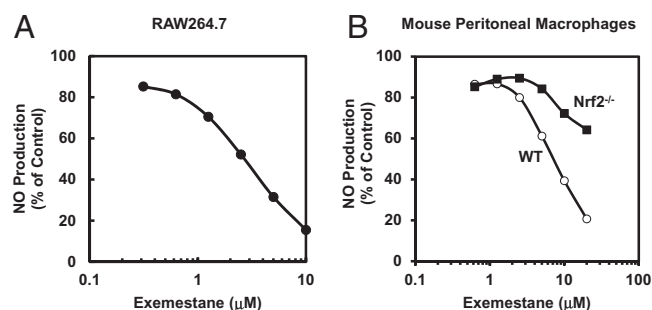 A
RAW264.7
NO Production
(% of Control)
100
80
60
40
20
0
0.1
1
10
Exemestane (μM)
B
Mouse Peritoneal Macrophages
NO Production
(% of Control)
100
80
60
40
20
0
Nrf2-/-
WT
0.1
1
10
100
Exemestane (μM)